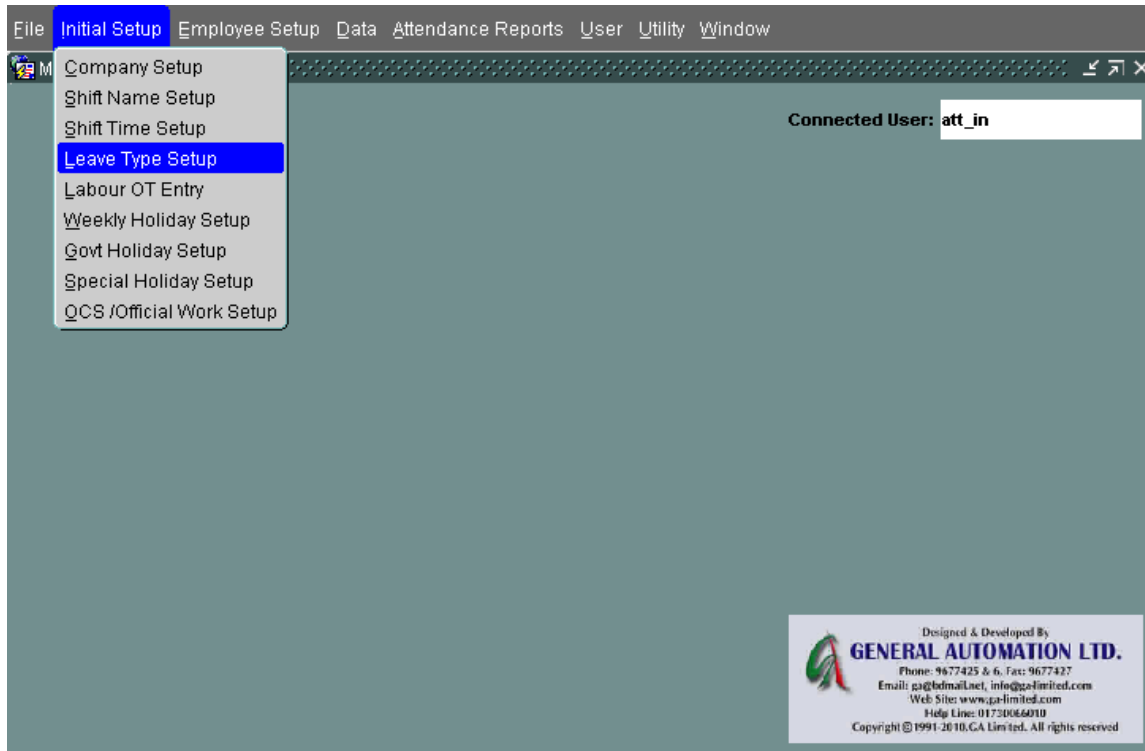 File Initial Setup Employee Setup Data Attendance Reports User Utility Window
M
Company Setup
Shift Name Setup
Shift Time Setup
Leave Type Setup
Labour OT Entry
Weekly Holiday Setup
Govt Holiday Setup
Special Holiday Setup
OCS /Official Work Setup
Connected User: att_in
Designed & Developed By
GENERAL AUTOMATION LTD.
Phone: 9677425 & 6, Fax: 9677427
Email: ga@bdmail.net, info@ga-limited.com
Web Site: www.ga-limited.com
Help Line: 01730066010
Copyright © 1991-2010.GA Limited. All rights reserved